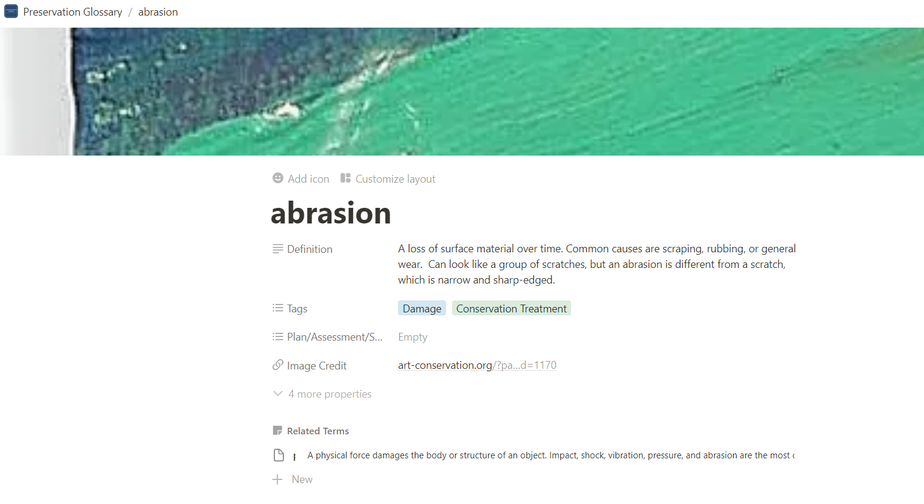 Preservation Glossary / abrasion
Add icon Customize layout
abrasion
Definition A loss of surface material over time. Common causes are scraping, rubbing, or general
wear. Can look like a group of scratches, but an abrasion is different from a scratch,
which is narrow and sharp-edged.
Tags Damage Conservation Treatment
Plan/Assessment/S... Empty
Image Credit art-conservation.org/?pa...d=1170
4 more properties
Related Terms
A physical force damages the body or structure of an object. Impact, shock, vibration, pressure, and abrasion are the most
New